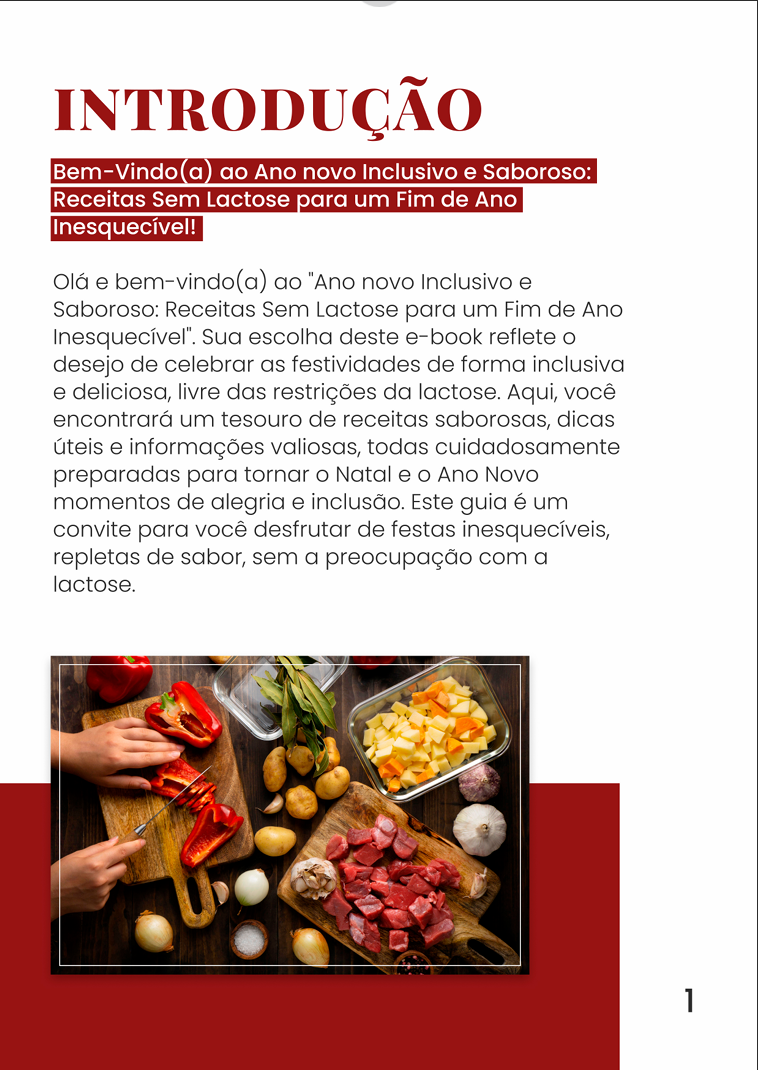 INTRODUÇÃO
Bem-Vindo(a) ao Ano novo Inclusivo e Saboroso:
Receitas Sem Lactose para um Fim de Ano
Inesquecível!
Olá e bem-vindo(a) ao "Ano novo Inclusivo e
Saboroso: Receitas Sem Lactose para um Fim de Ano
Inesquecível". Sua escolha deste e-book reflete o
desejo de celebrar as festividades de forma inclusiva
e deliciosa, livre das restrições da lactose. Aqui, você
encontrará um tesouro de receitas saborosas, dicas
úteis e informações valiosas, todas cuidadosamente
preparadas para tornar o Natal e o Ano Novo
momentos de alegria e inclusão. Este guia é um
convite para você desfrutar de festas inesquecíveis,
repletas de sabor, sem a preocupação com a
lactose.
1